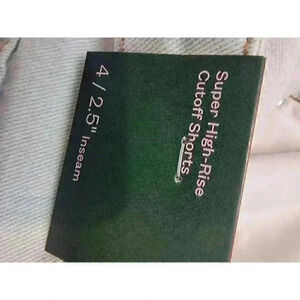 Super High-Rise
Cutoff Shorts
4 / 2.5" Inseam